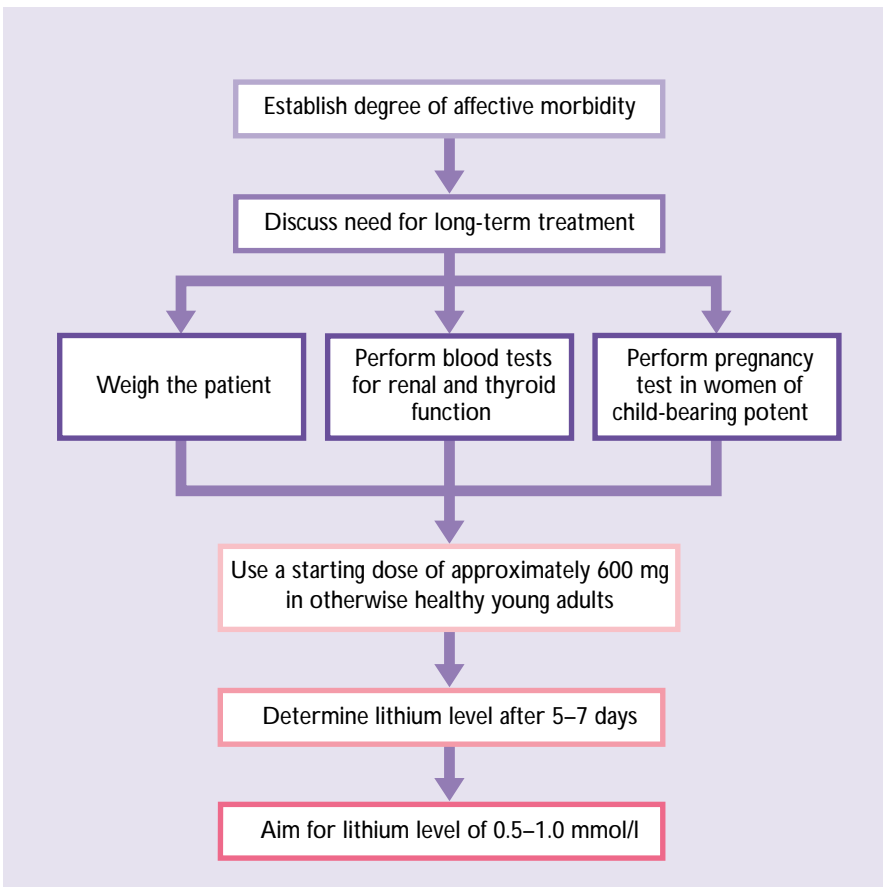 Establish degree of affective morbidity
Discuss need for long-term treatment
Weigh the patient
Perform blood tests
for renal and thyroid
function
Perform pregnancy
test in women of
child-bearing potent
Use a starting dose of approximately 600 mg
in otherwise healthy young adults
Determine lithium level after 5–7 days
Aim for lithium level of 0.5–1.0 mmol/l